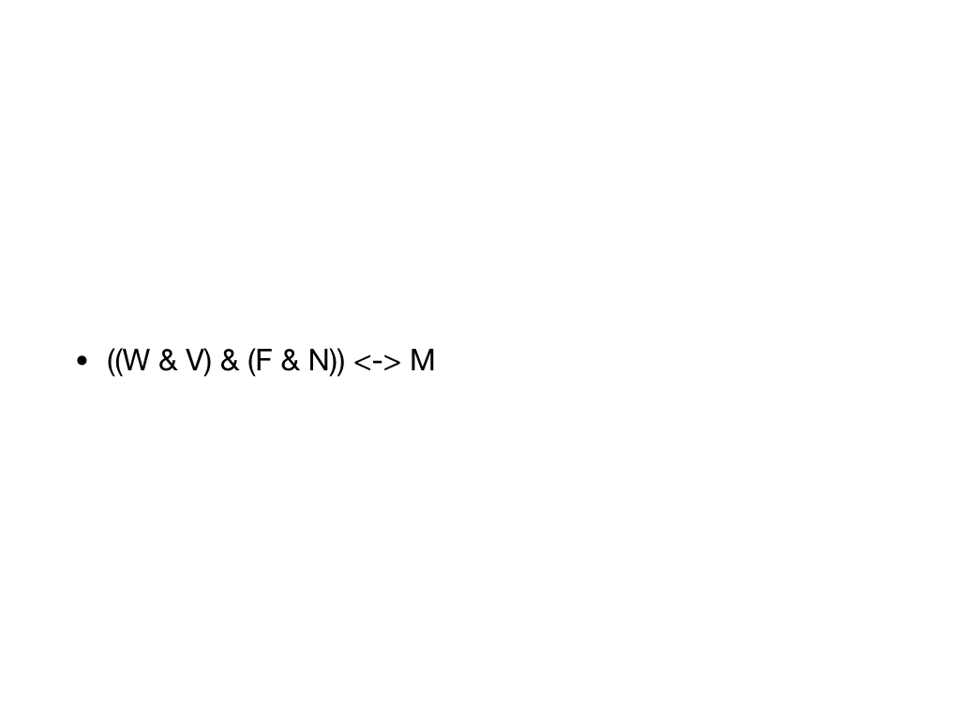 • ((W & V) & (F & N)) <-> M